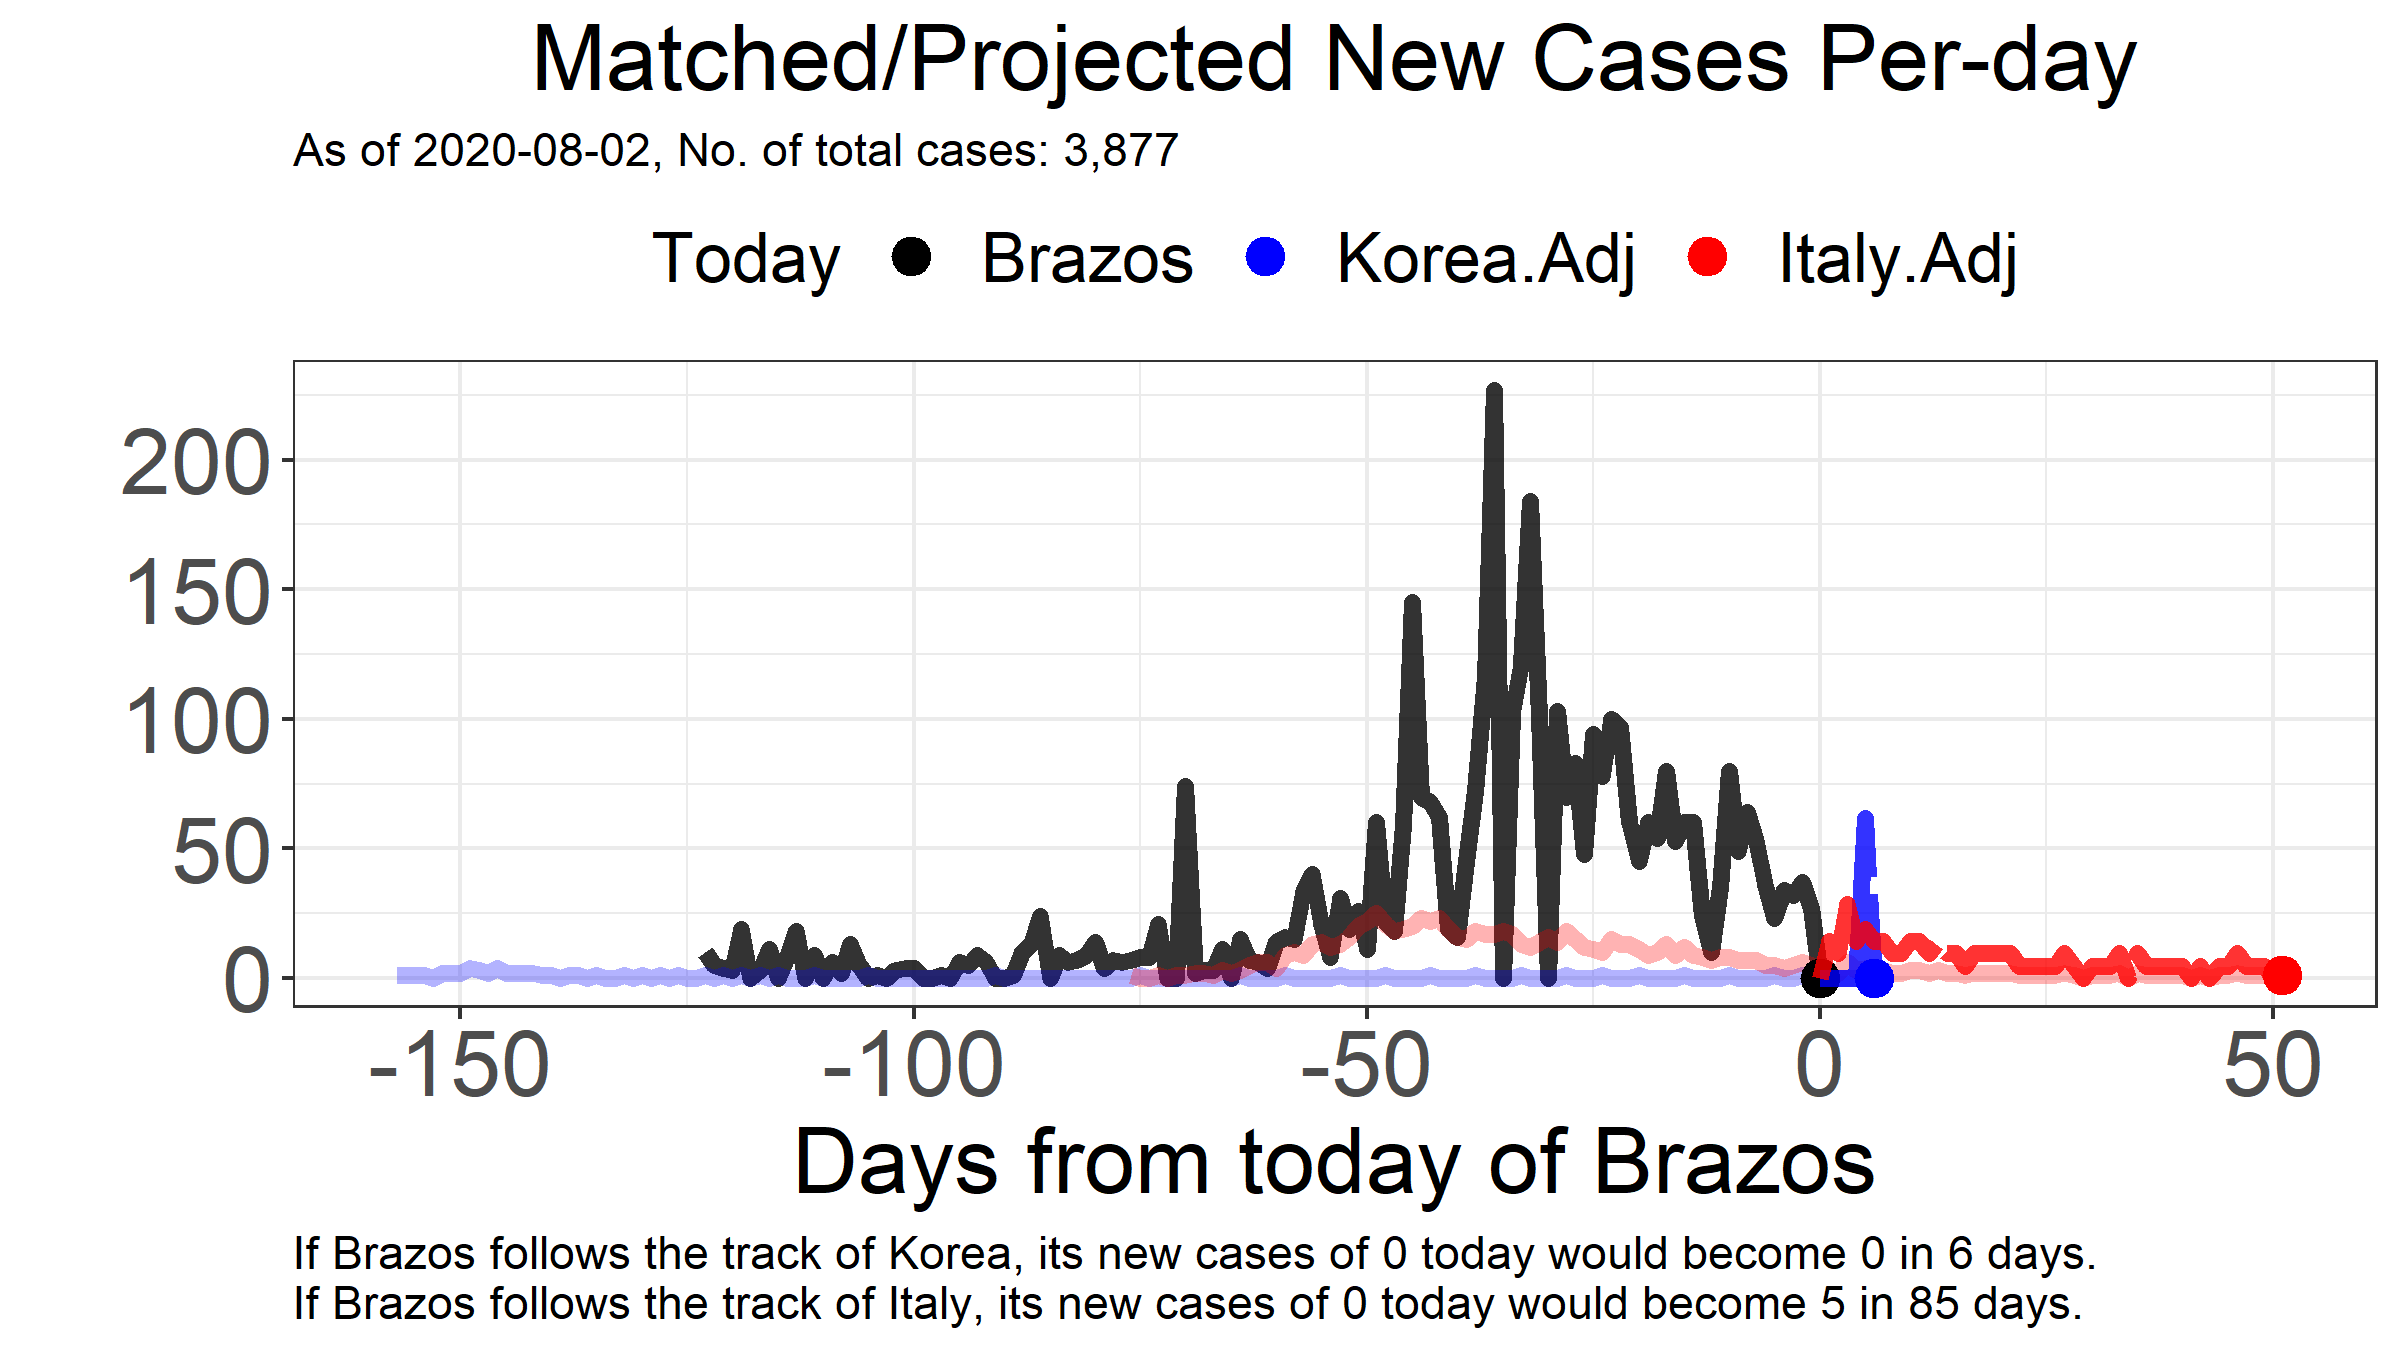 Matched/Projected New Cases Per-day
As of 2020-08-02, No. of total cases: 3,877
Today Brazos Korea.Adj Italy.Adj
200
150
100
50
0
-150 -100 -50 0 50
Days from today of Brazos
If Brazos follows the track of Korea, its new cases of 0 today would become 0 in 6 days.
If Brazos follows the track of Italy, its new cases of 0 today would become 5 in 85 days.